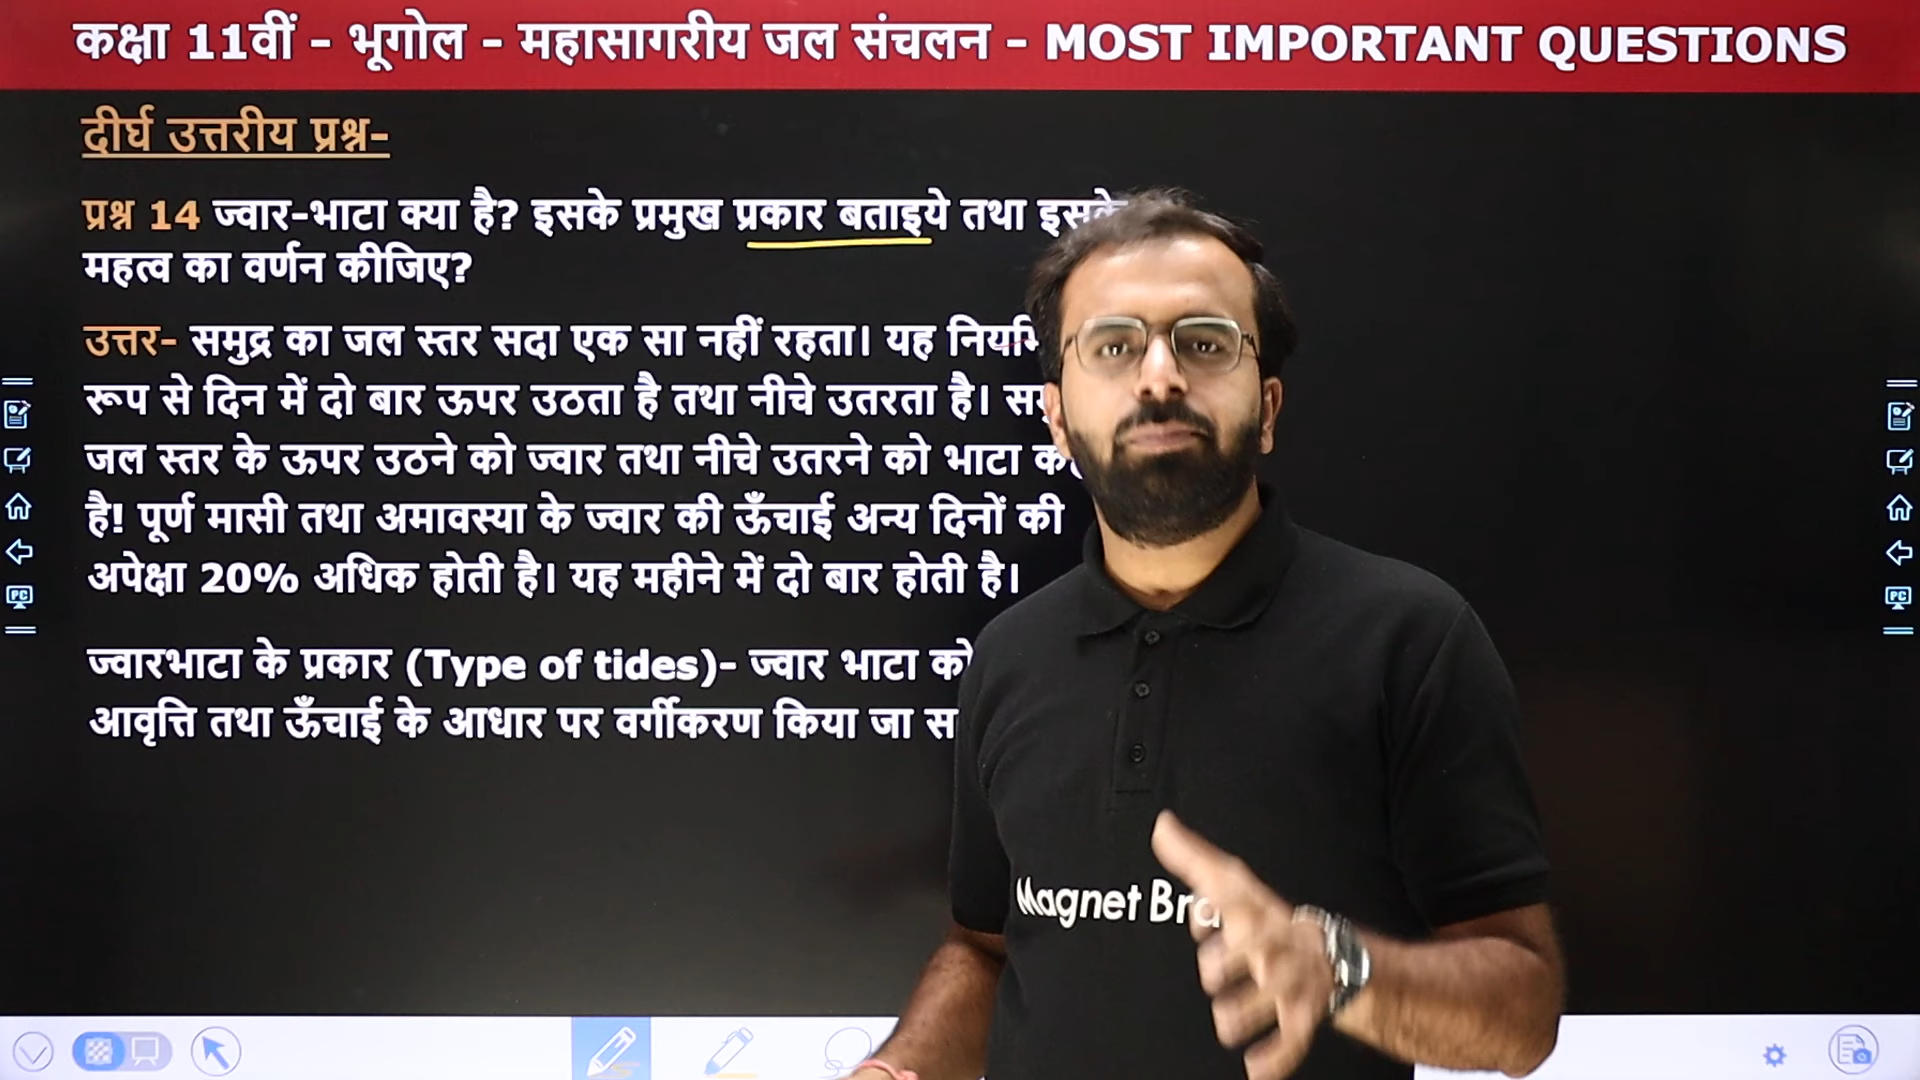 कक्षा 11वीं - भूगोल - महासागरीय जल संचलन - MOST IMPORTANT QUESTIONS
दीर्घ उत्तरीय प्रश्न-
प्रश्न 14 ज्वार-भाटा क्या है? इसके प्रमुख प्रकार बताइये तथा इसके
महत्व का वर्णन कीजिए?
उत्तर- समुद्र का जल स्तर सदा एक सा नहीं रहता। यह
रूप से दिन में दो बार ऊपर उठता है तथा नीचे उतरता है।
जल स्तर के ऊपर उठने को ज्वार तथा नीचे उतरने को भाटा
है! पूर्ण मासी तथा अमावस्या के ज्वार की ऊँचाई अन्य दिनों की
अपेक्षा 20% अधिक होती है। यह महीने में दो बार होती है।
ज्वारभाटा के प्रकार (Type of tides)- ज्वार भाटा को
आवृत्ति तथा ऊँचाई के आधार पर वर्गीकरण किया जा
Magnet
PC
PC